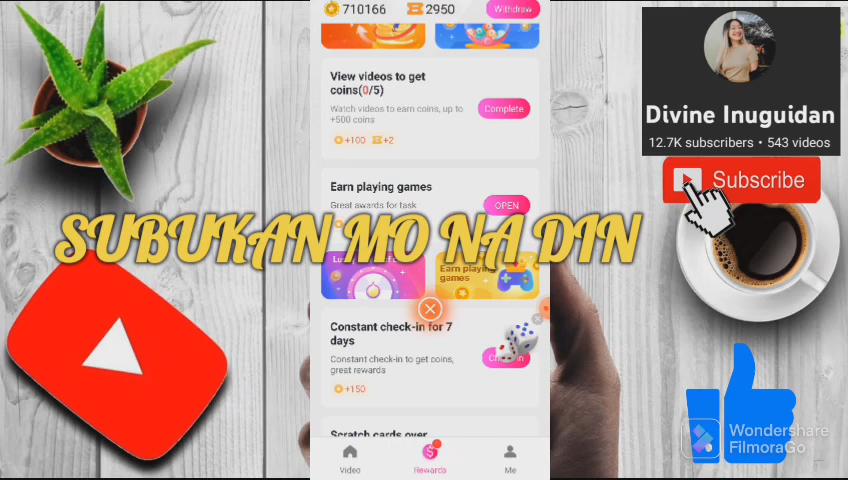 710166
2950
Withdraw
View videos to get
coins(0/5)
Watch videos to earn coins, up to
+500 coins
Complete
+100
+2
Earn playing games
Great awards for task
OPEN
SUBUKAN MO NA DIN
Earn playing
games
Constant check-in for 7
days
Constant check-in to get coins,
great rewards
+150
Scratch cards over
Video
Rewards
Me
Divine Inuguidan
12.7K subscribers • 543 videos
Subscribe
Wondershare
FilmoraGo